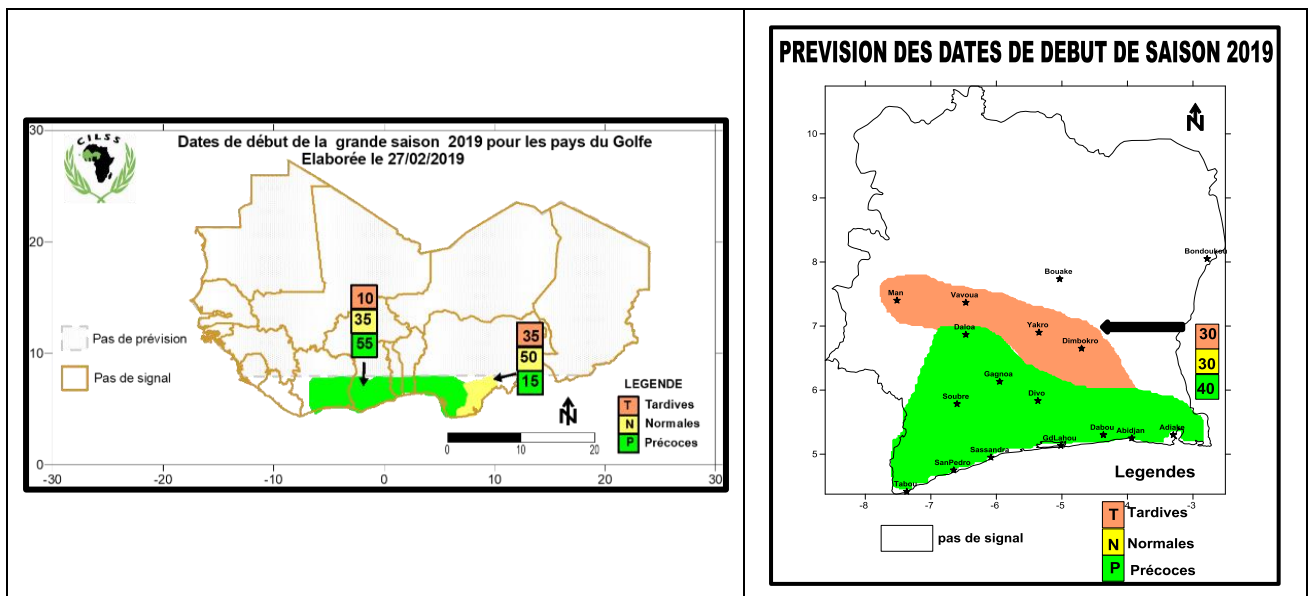 CILSS
Dates de début de la grande saison 2019 pour les pays du Golfe
Elaborée le 27/02/2019
30
20
10
0
-30
-20
-10
0
10
20
30
10
35
55
35
50
15
Pas de prévision
Pas de signal
LEGENDE
T Tardives
N Normales
P Précoces
N
0
10
20
PREVISION DES DATES DE DEBUT DE SAISON 2019
N
10
9
8
7
6
5
-8
-7
-6
-5
-4
-3
Bondoukou
Bouake
Man
Vavoua
Daloa
Yakro
Dimbokro
Gagnoa
Soubre
Divo
Dabou
Abidjan
Adiake
GdLahou
Sassandra
SanPedro
Tabou
30
30
40
Legendes
pas de signal
T Tardives
N Normales
P Précoces